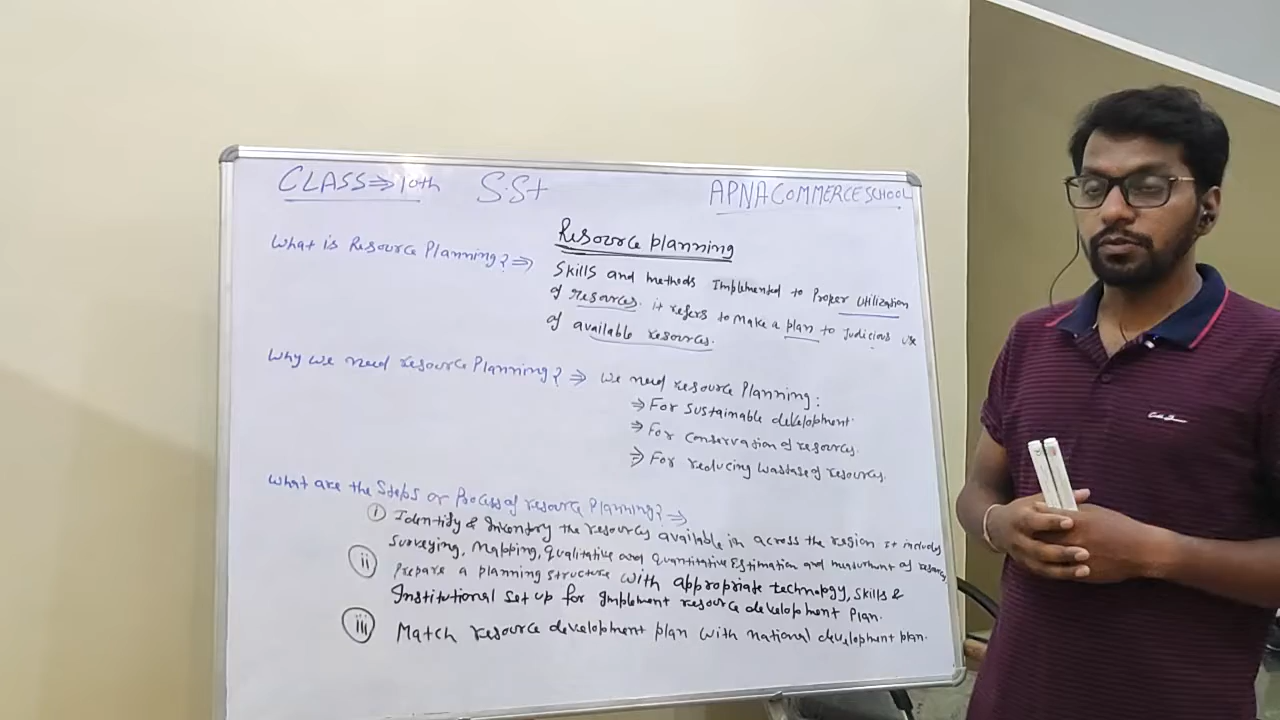 CLASS⇒10th S.St APNA COMMERCE SCHOOL
Resource planning
What is Resource Planning? ⇒ Skills and methods Implemented to Proper Utilization
of resources. it refers to make a plan to Judicious use
of available resources.
Why we need resource Planning? ⇒ we need resource Planning:
⇒ For sustainable development.
⇒ For conservation of resources.
⇒ For reducing wastase of resources.
What are the Steps or Process of resource Planning? ⇒
i Identify & Inventory the resources available in across the region it includes
surveying, Mapping, qualitative and quantitative Estimation and measurment of resources
ii Prepare a planning structure with appropriate technology, skills &
Institutional set up for Implement resource development Plan.
iii Match resource development plan with national development plan.